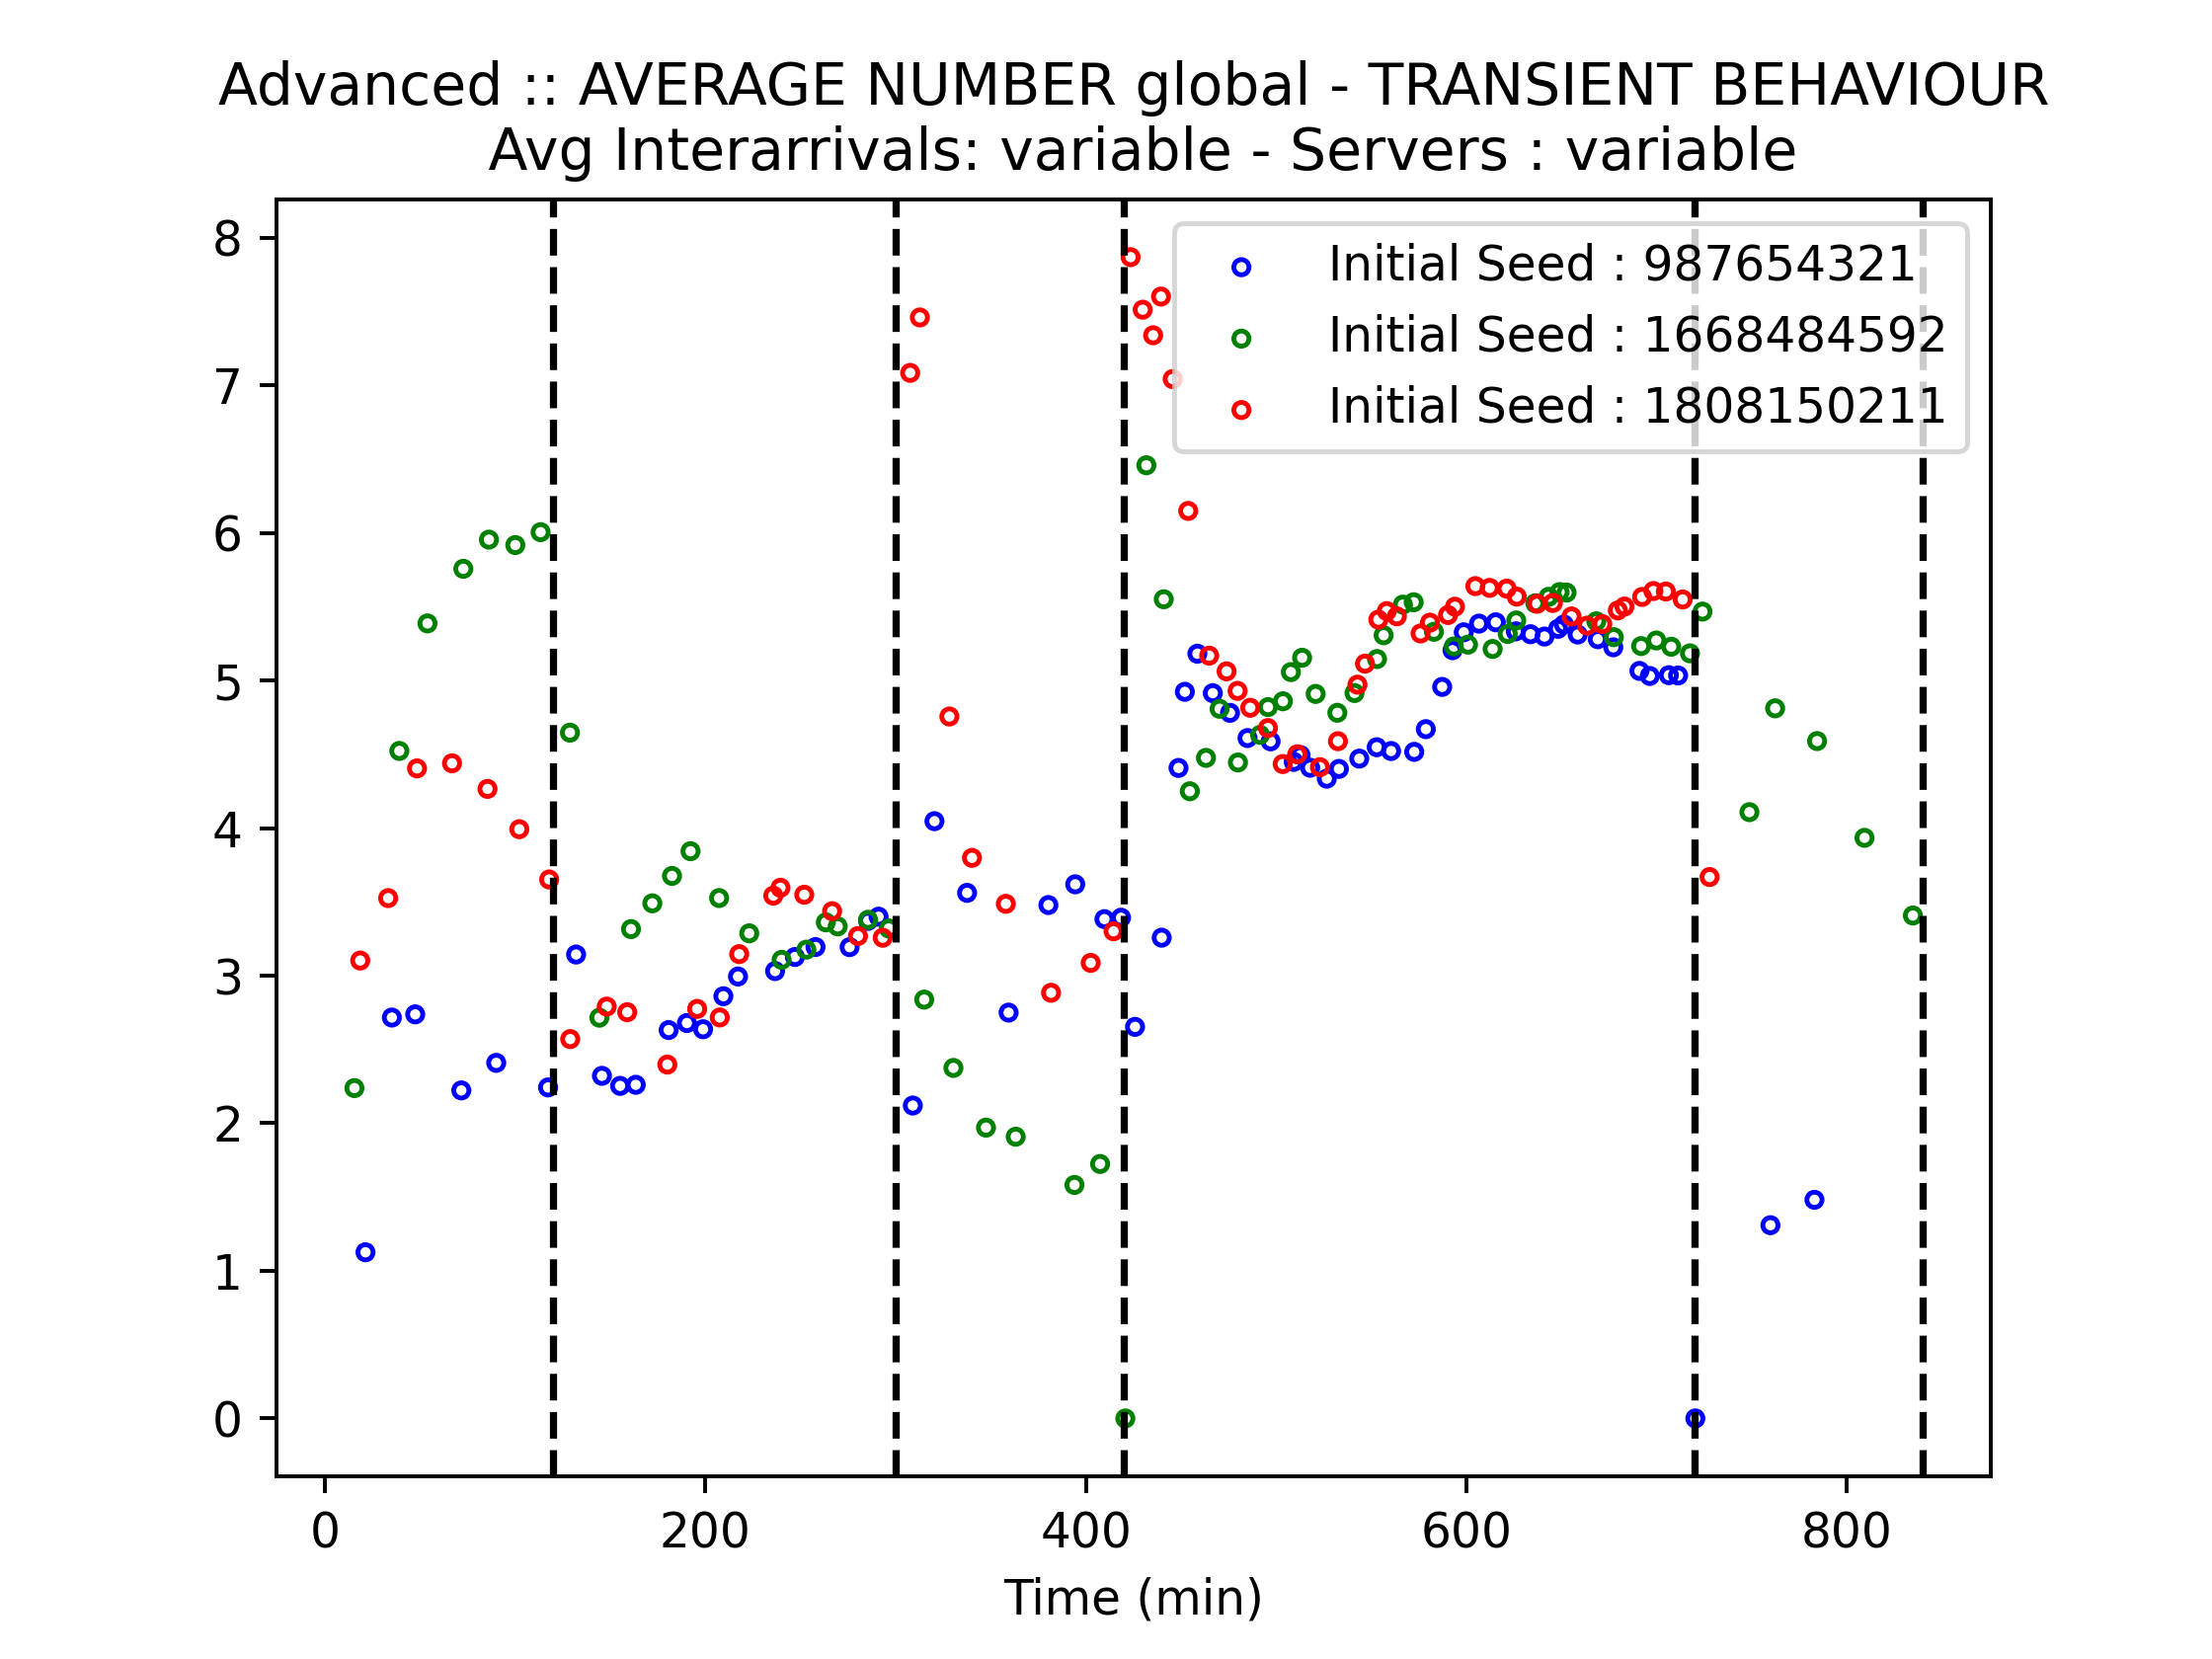 Advanced :: AVERAGE NUMBER global - TRANSIENT BEHAVIOUR
Avg Interarrivals: variable - Servers : variable
8
7
6
5
4
3
2
1
0
Initial Seed : 987654321
Initial Seed : 1668484592
Initial Seed : 1808150211
0 200 400 600 800
Time (min)